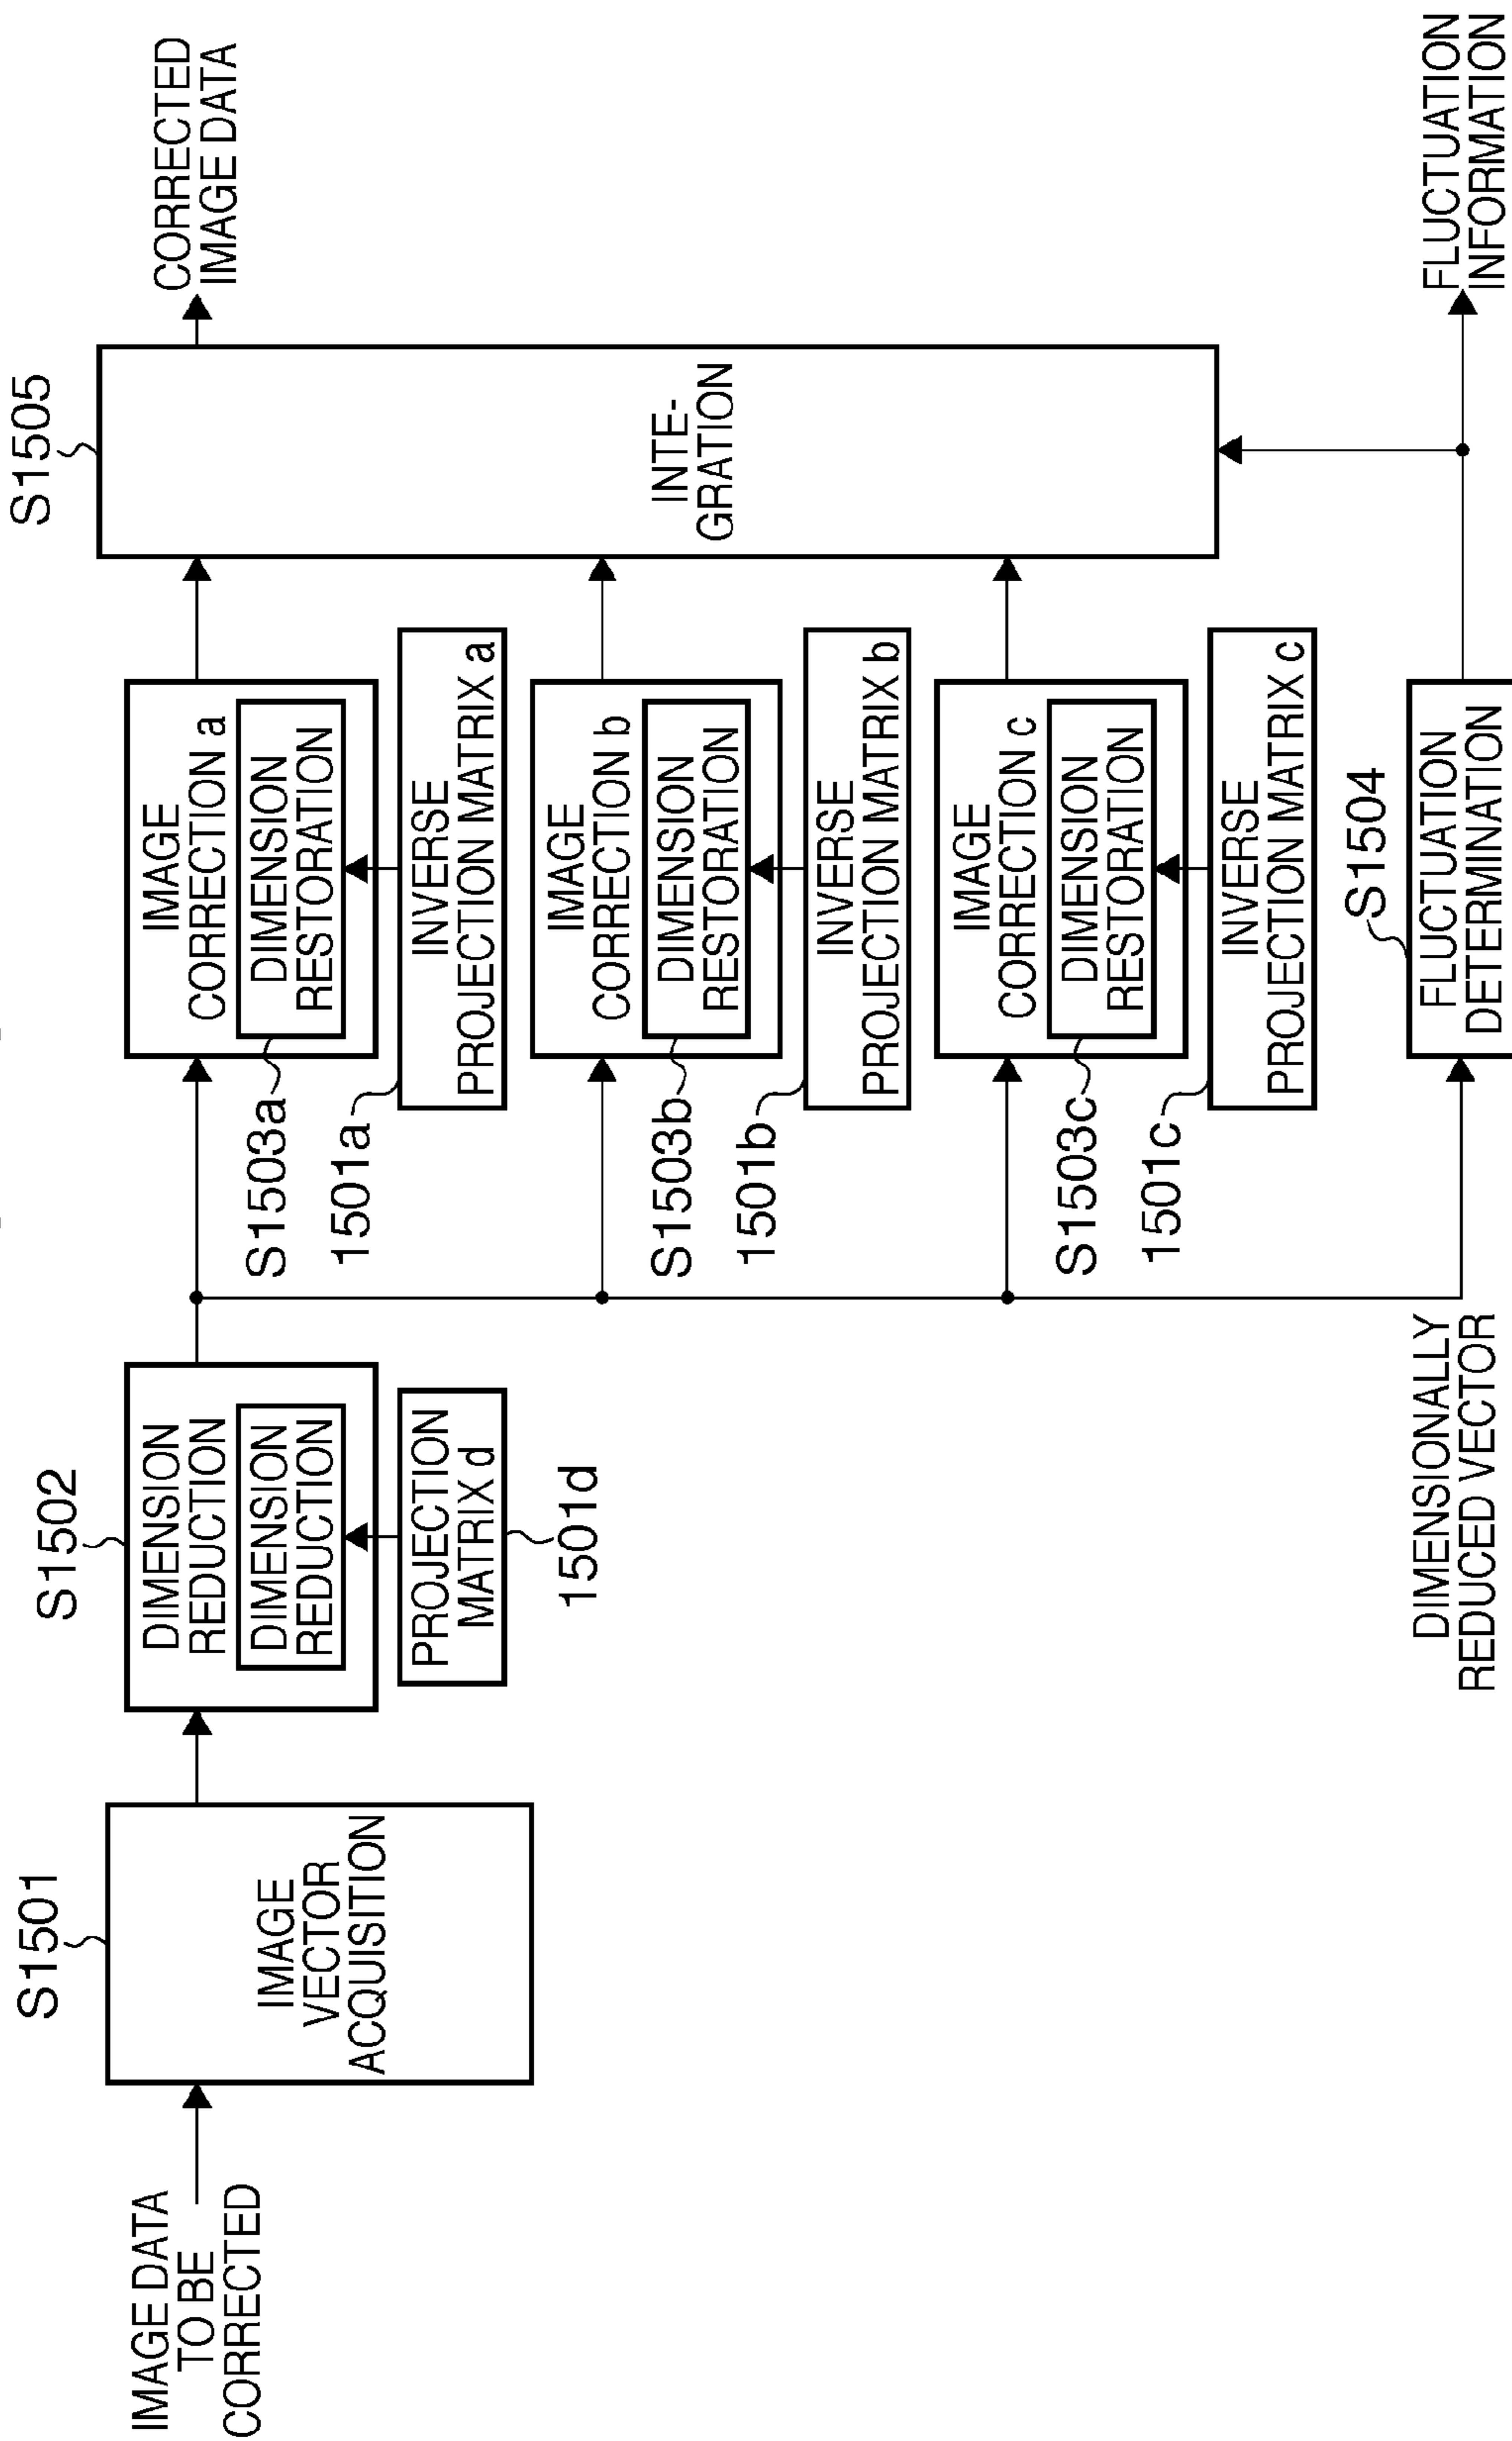 IMAGE DATA
TO BE
CORRECTED
S1501
IMAGE
VECTOR
ACQUISITION
S1502
DIMENSION
REDUCTION
DIMENSION
REDUCTION
PROJECTION
MATRIX d
1501d
DIMENSIONALLY
REDUCED VECTOR
IMAGE
CORRECTION a
DIMENSION
RESTORATION
S1503a
INVERSE
PROJECTION MATRIX a
1501a
IMAGE
CORRECTION b
DIMENSION
RESTORATION
S1503b
INVERSE
PROJECTION MATRIX b
1501b
IMAGE
CORRECTION c
DIMENSION
RESTORATION
S1503c
INVERSE
PROJECTION MATRIX c
1501c
S1504
FLUCTUATION
DETERMINATION
S1505
INTE-
GRATION
CORRECTED
IMAGE DATA
FLUCTUATION
INFORMATION